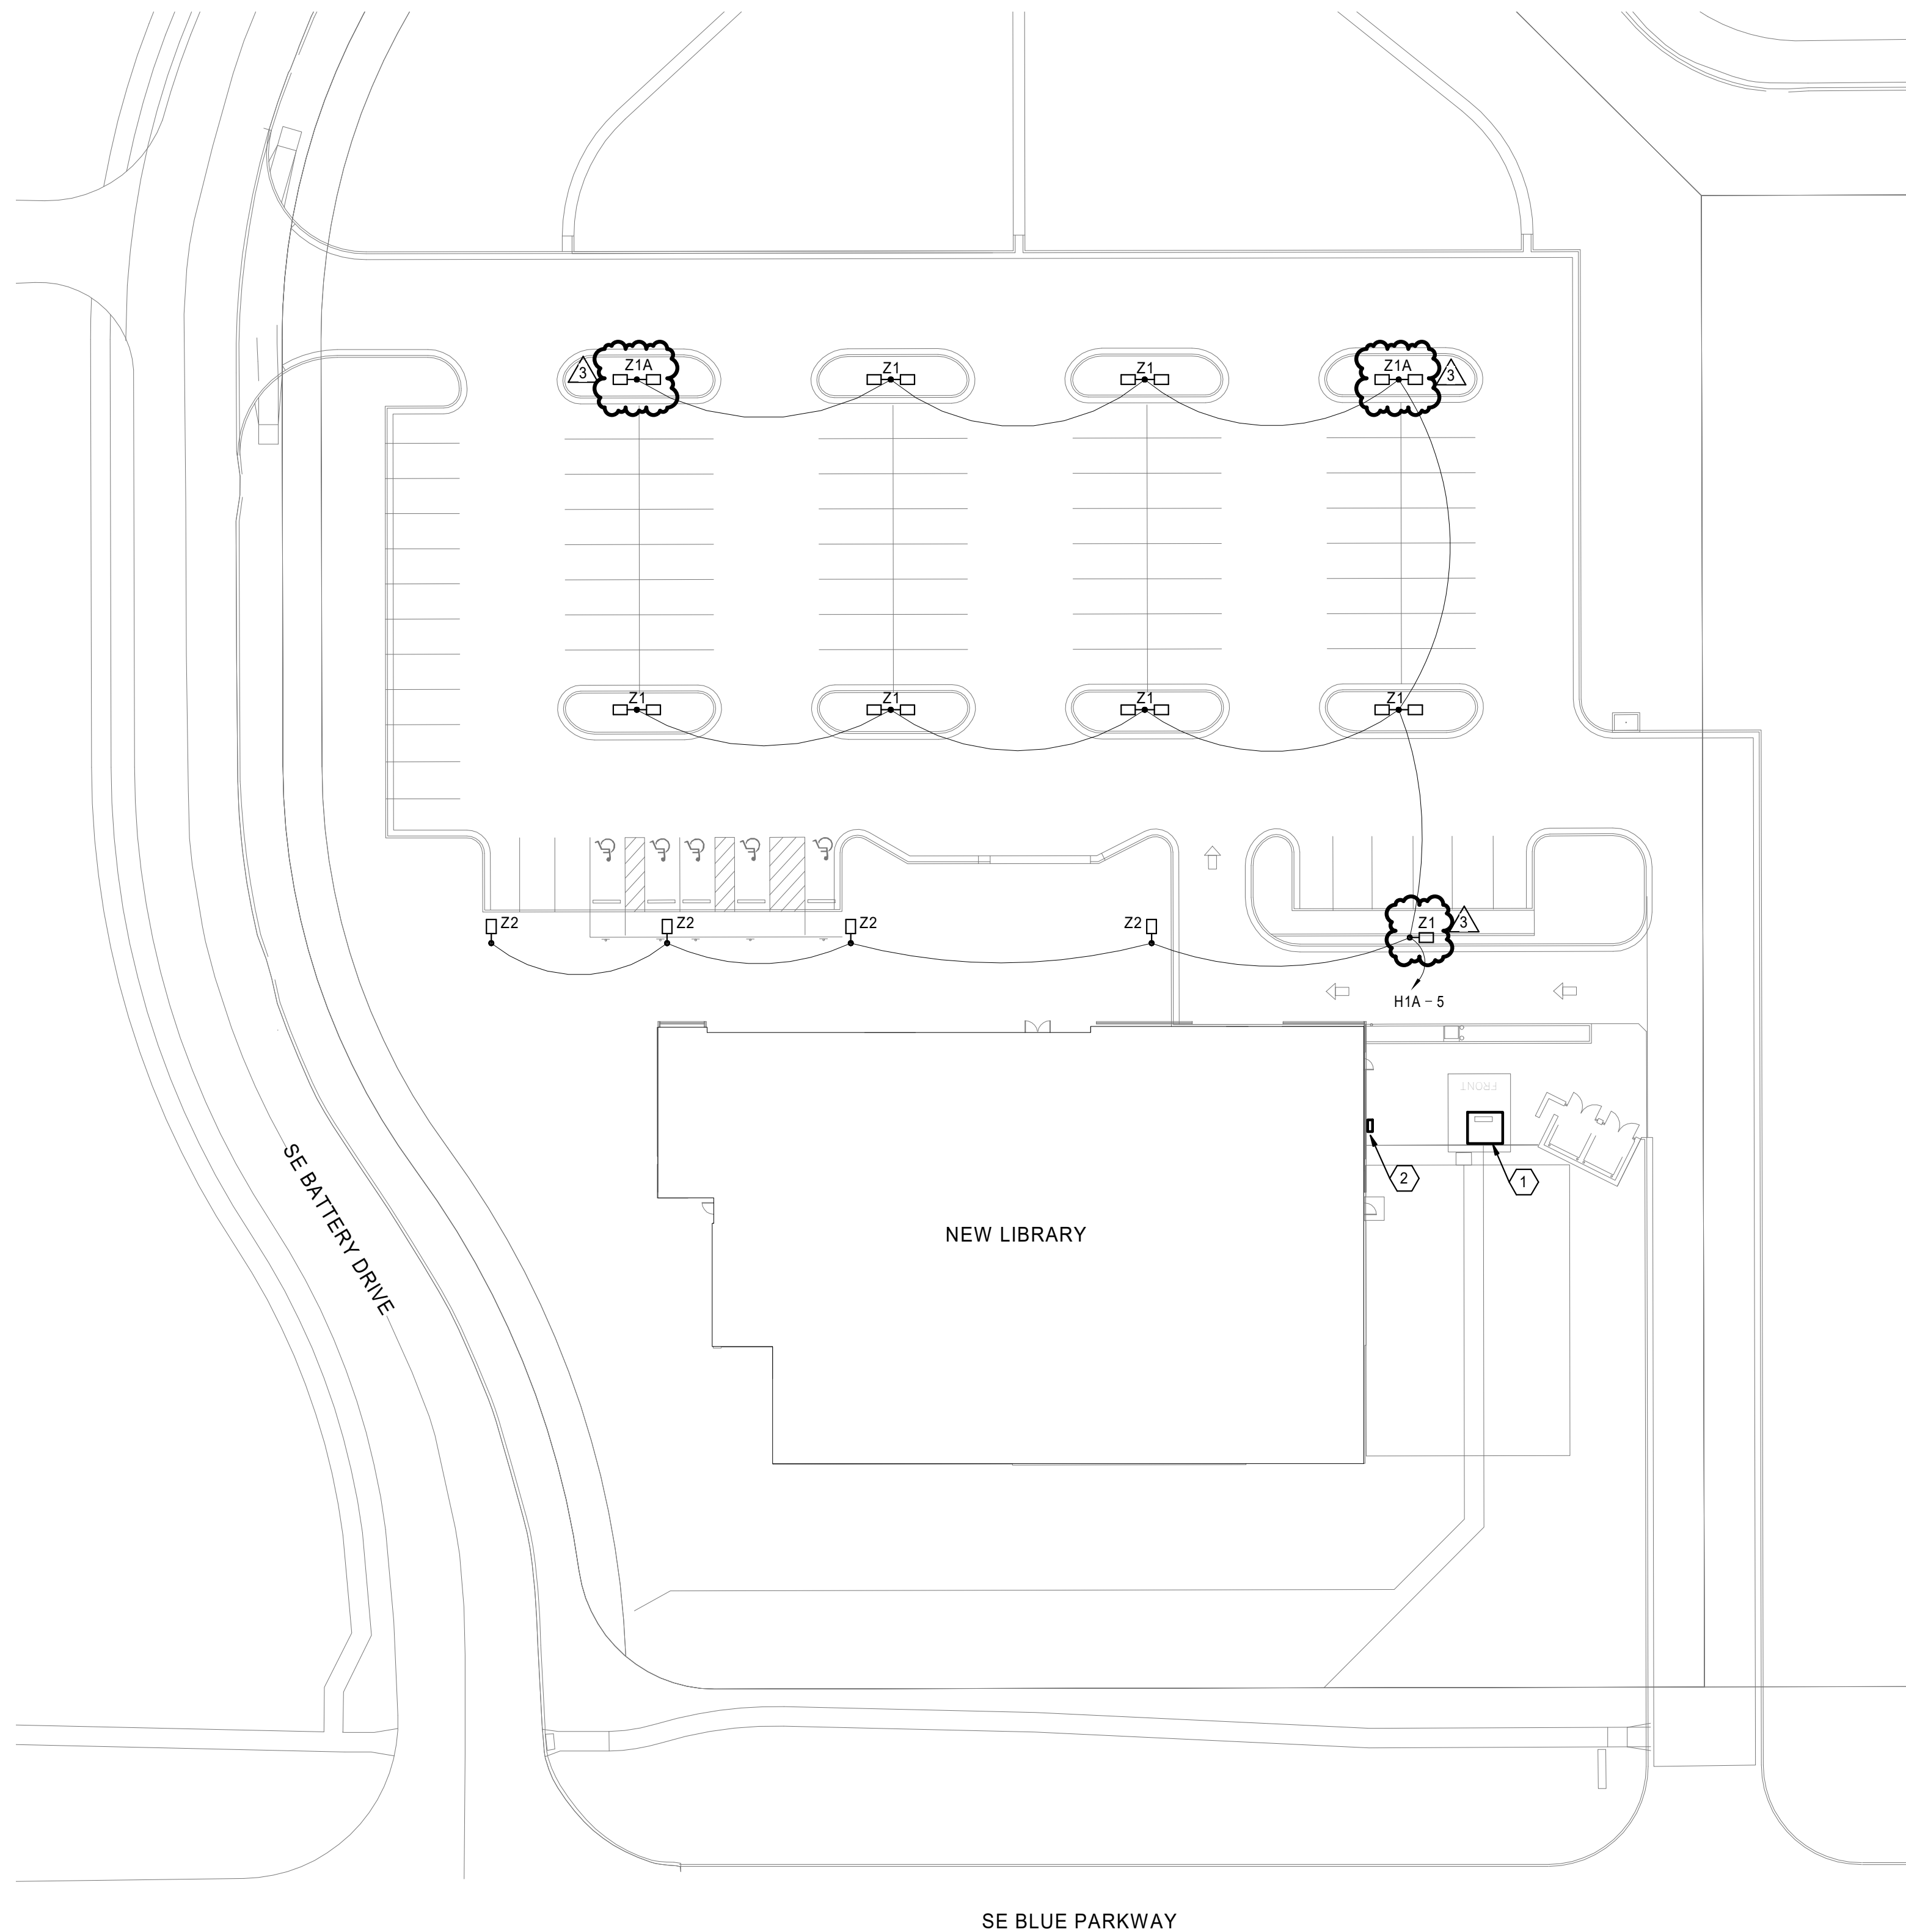 Z1A
3
Z1
Z1
Z1A
3
Z1
Z1
Z1
Z1
Z2
Z2
Z2
Z2
Z1
3
H1A - 5
FRONT
2
1
NEW LIBRARY
SE BATTERY DRIVE
SE BLUE PARKWAY